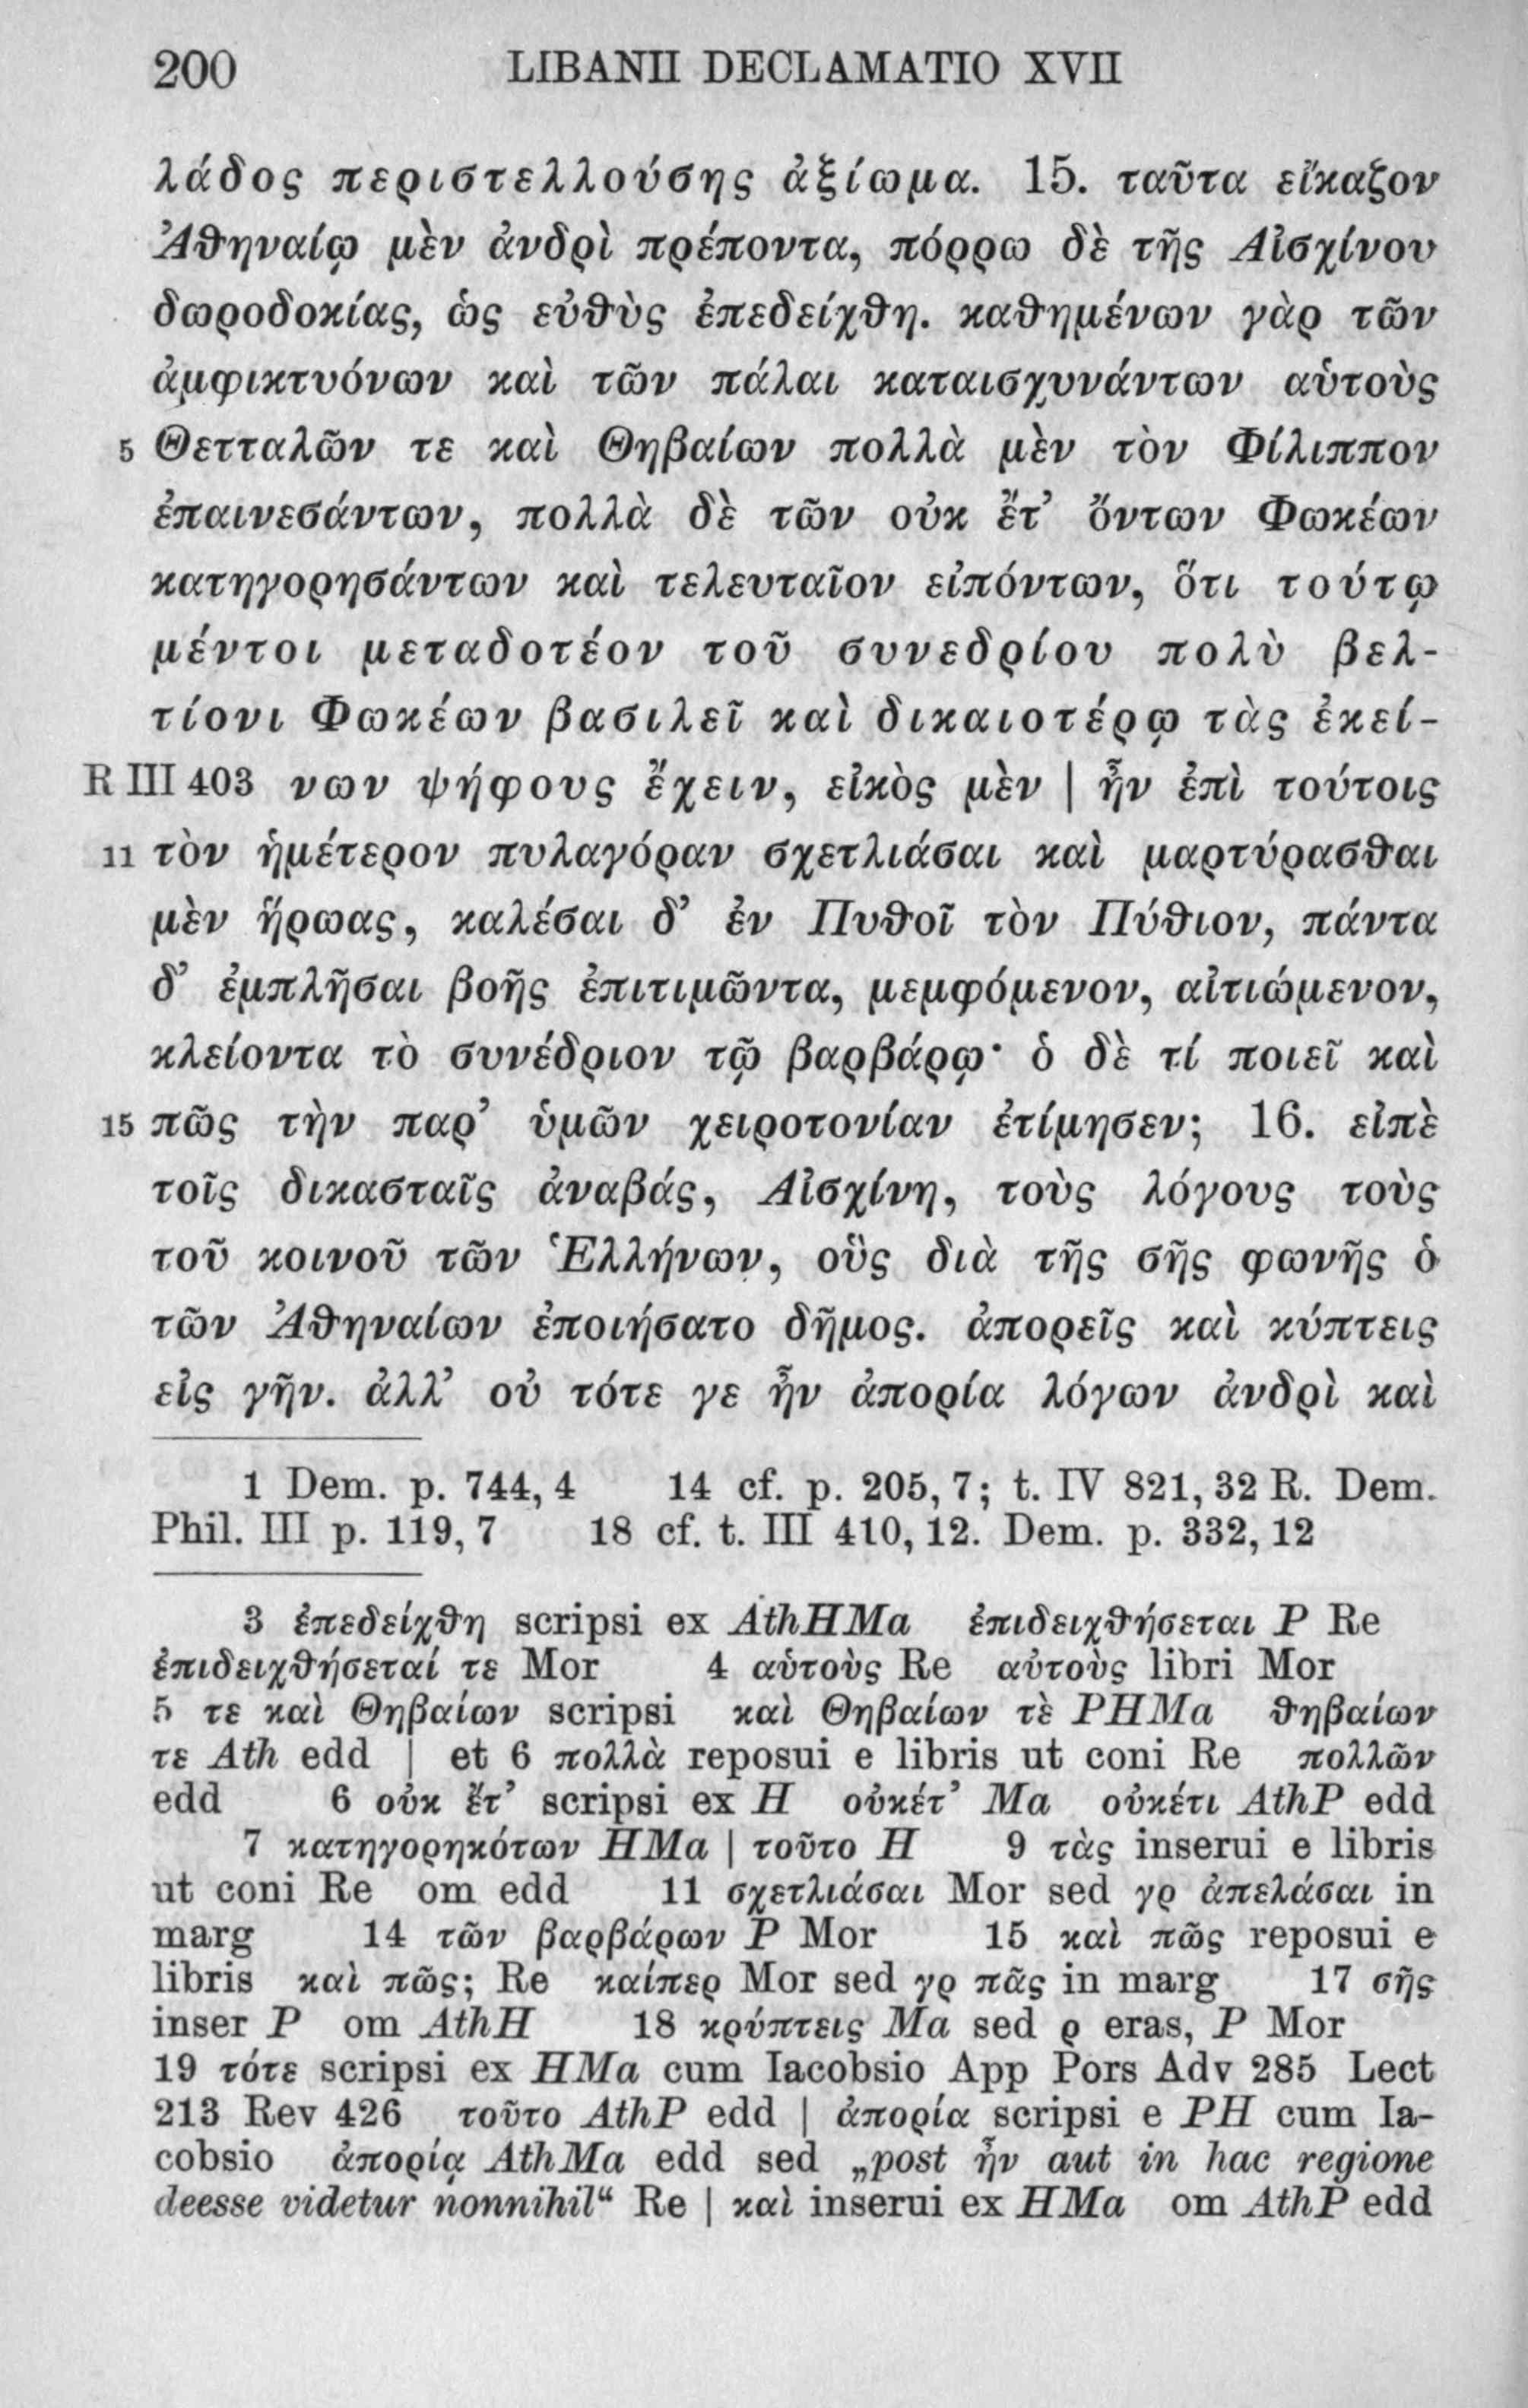 200 LIBANII DECLAMATIO XVII
λάδος περιστελλούσης ἀξίωμα. 15. ταῦτα εἴκαζον
Ἀθηναίῳ μὲν ἀνδρὶ πρέποντα, πόρρω δὲ τῆς Αἰσχίνου
δωροδοκίας, ὡς εὐθὺς ἐπεδείχθη. καθημένων γὰρ τῶν
ἀμφικτυόνων καὶ τῶν πάλαι καταισχυνάντων αὑτοὺς
5 Θετταλῶν τε καὶ Θηβαίων πολλὰ μὲν τὸν Φίλιππον
ἐπαινεσάντων, πολλὰ δὲ τῶν οὐκ ἔτ’ ὄντων Φωκέων
κατηγορησάντων καὶ τελευταῖον εἰπόντων, ὅτι τούτῳ
μέντοι μεταδοτέον τοῦ συνεδρίου πολὺ βελ-
τίονι Φωκέων βασιλεῖ καὶ δικαιοτέρῳ τὰς ἐκεί-
R III 403 νων ψήφους ἔχειν, εἰκὸς μὲν | ἦν ἐπὶ τούτοις
11 τὸν ἡμέτερον πυλαγόραν σχετλιάσαι καὶ μαρτύρασθαι
μὲν ἥρωας, καλέσαι δ’ ἐν Πυθοῖ τὸν Πύθιον, πάντα
δ’ ἐμπλῆσαι βοῆς ἐπιτιμῶντα, μεμφόμενον, αἰτιώμενον,
κλείοντα τὸ συνέδριον τῷ βαρβάρῳ· ὁ δὲ τί ποιεῖ καὶ
15 πῶς τὴν παρ’ ὑμῶν χειροτονίαν ἐτίμησεν; 16. εἰπὲ
τοῖς δικασταῖς ἀναβάς, Αἰσχίνη, τοὺς λόγους τοὺς
τοῦ κοινοῦ τῶν Ἑλλήνων, οὓς διὰ τῆς σῆς φωνῆς ὁ
τῶν Ἀθηναίων ἐποιήσατο δῆμος. ἀπορεῖς καὶ κύπτεις
εἰς γῆν. ἀλλ’ οὐ τότε γε ἦν ἀπορία λόγων ἀνδρὶ καὶ
1 Dem. p. 744, 4 14 cf. p. 205, 7; t. IV 821, 32 R. Dem.
Phil. III p. 119, 7 18 cf. t. III 410, 12. Dem. p. 332, 12
3 ἐπεδείχθη scripsi ex AthHMa ἐπιδειχθήσεται P Re
ἐπιδειχθήσεταί τε Mor 4 αὑτοὺς Re αὐτοὺς libri Mor
5 τε καὶ Θηβαίων scripsi καὶ Θηβαίων τὲ PHMa θηβαίων
τε Ath edd | et 6 πολλὰ reposui e libris ut coni Re πολλῶν
edd 6 οὐκ ἔτ’ scripsi ex H οὐκέτ’ Ma οὐκέτι AthP edd
7 κατηγορηκότων HMa | τοῦτο H 9 τὰς inserui e libris
ut coni Re om edd 11 σχετλιάσαι Mor sed γρ ἀπελάσαι in
marg 14 τῶν βαρβάρων P Mor 15 καὶ πῶς reposui e
libris καὶ πῶς; Re καίπερ Mor sed γρ πᾶς in marg 17 σῆς
inser P om AthH 18 κρύπτεις Ma sed ρ eras, P Mor
19 τότε scripsi ex HMa cum Iacobsio App Pors Adv 285 Lect
213 Rev 426 τοῦτο AthP edd | ἀπορία scripsi e PH cum Ia-
cobsio ἀπορίᾳ AthMa edd sed „post ἦν aut in hac regione
deesse videtur nonnihil“ Re | καὶ inserui ex HMa om AthP edd